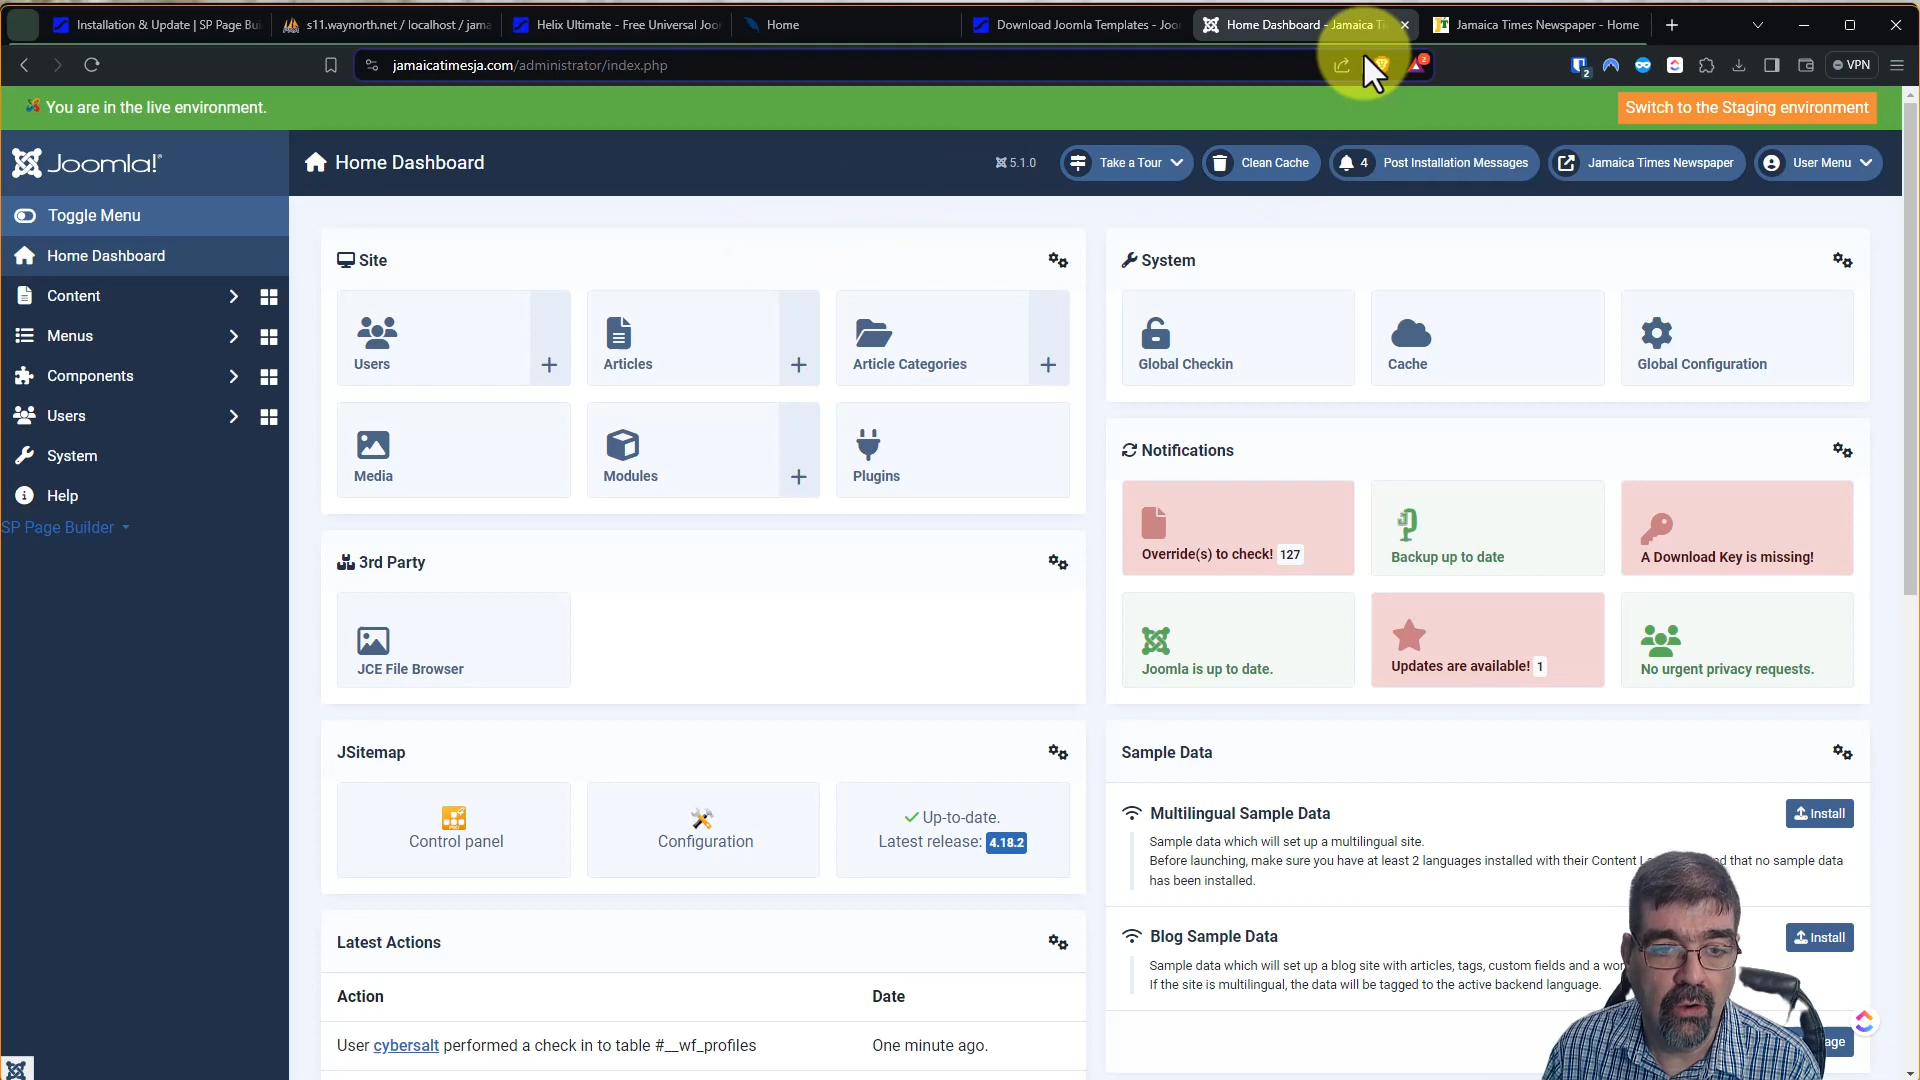 Installation & Update | SP Page Bui
s11.waynorth.net / localhost / jama
Helix Ultimate - Free Universal Joo
Home
Download Joomla Templates - Joo
Home Dashboard - Jamaica Ti
Jamaica Times Newspaper - Home
jamaicatimesja.com/administrator/index.php
2
2
VPN
You are in the live environment.
Switch to the Staging environment
Joomla!
Home Dashboard
5.1.0
Take a Tour
Clean Cache
4
Post Installation Messages
Jamaica Times Newspaper
User Menu
Toggle Menu
Home Dashboard
Content
Menus
Components
Users
System
Help
SP Page Builder
Site
Users
Articles
Article Categories
Media
Modules
Plugins
3rd Party
JCE File Browser
JSitemap
Control panel
Configuration
Up-to-date.
Latest release: 4.18.2
Latest Actions
Action
Date
User cybersalt performed a check in to table #__wf_profiles
One minute ago.
System
Global Checkin
Cache
Global Configuration
Notifications
Override(s) to check! 127
Backup up to date
A Download Key is missing!
Joomla is up to date.
Updates are available! 1
No urgent privacy requests.
Sample Data
Multilingual Sample Data
Install
Sample data which will set up a multilingual site.
Before launching, make sure you have at least 2 languages installed with their Content L nd that no sample data
has been installed.
Blog Sample Data
Install
Sample data which will set up a blog site with articles, tags, custom fields and a wor
If the site is multilingual, the data will be tagged to the active backend language.
age